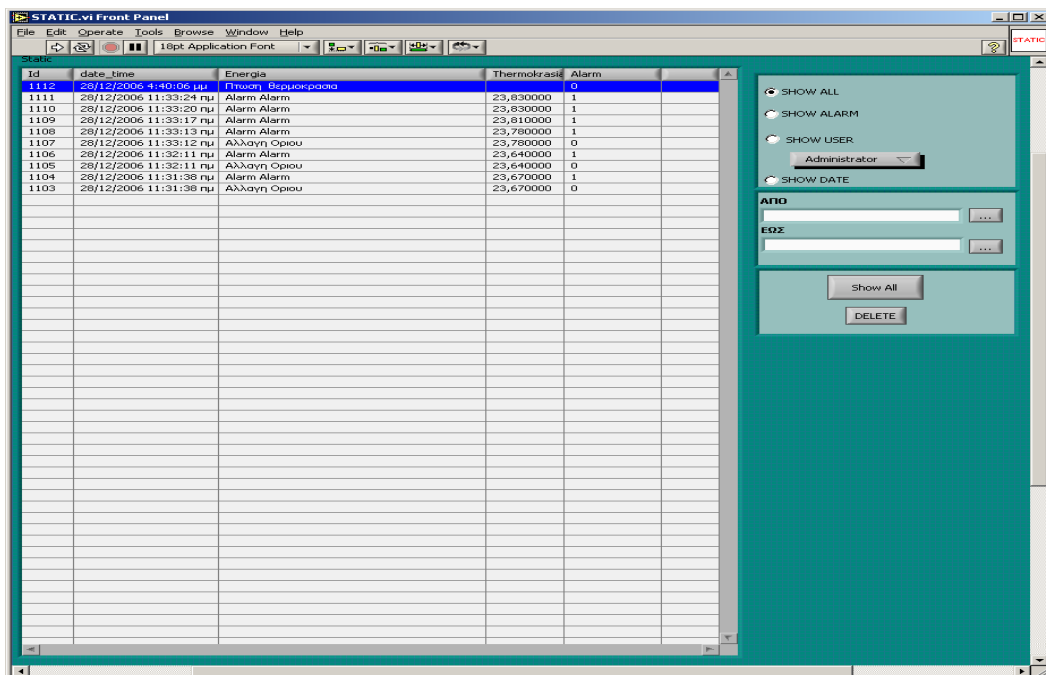 STATIC.vi Front Panel
File Edit Operate Tools Browse Window Help
18pt Application Font
STATIC
Static
Id date_time Energia Thermokrasia Alarm
1112 28/12/2006 4:40:06 μμ Πτωση Θερμοκρασια 0
1111 28/12/2006 11:33:24 πμ Alarm Alarm 23,830000 1
1110 28/12/2006 11:33:20 πμ Alarm Alarm 23,830000 1
1109 28/12/2006 11:33:17 πμ Alarm Alarm 23,810000 1
1108 28/12/2006 11:33:13 πμ Alarm Alarm 23,780000 1
1107 28/12/2006 11:33:12 πμ Αλλαγη Οριου 23,780000 0
1106 28/12/2006 11:32:11 πμ Alarm Alarm 23,640000 1
1105 28/12/2006 11:32:11 πμ Αλλαγη Οριου 23,640000 0
1104 28/12/2006 11:31:38 πμ Alarm Alarm 23,670000 1
1103 28/12/2006 11:31:38 πμ Αλλαγη Οριου 23,670000 0
SHOW ALL
SHOW ALARM
SHOW USER
Administrator
SHOW DATE
ΑΠΟ
...
ΕΩΣ
...
Show All
DELETE